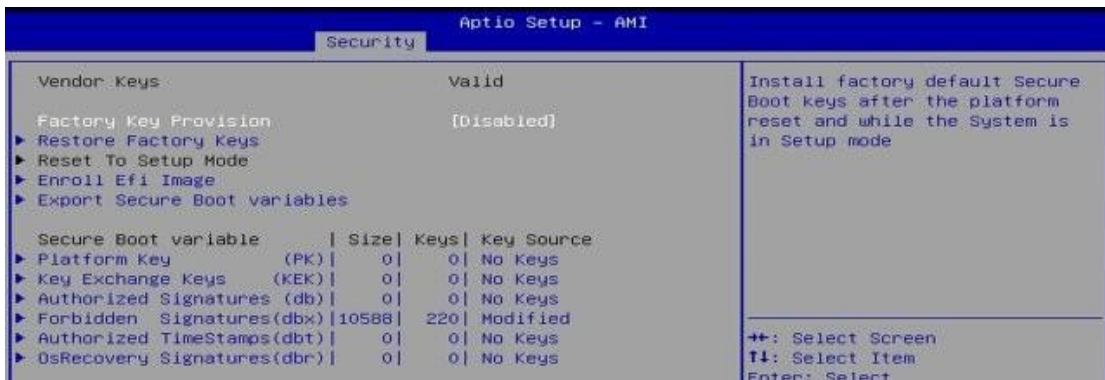 Aptio Setup - AMI
Security
Vendor Keys Valid
Factory Key Provision [Disabled]
► Restore Factory Keys
► Reset To Setup Mode
► Enroll Efi Image
► Export Secure Boot variables
Secure Boot variable | Size| Keys| Key Source
► Platform Key (PK)| 0| 0| No Keys
► Key Exchange Keys (KEK)| 0| 0| No Keys
► Authorized Signatures (db)| 0| 0| No Keys
► Forbidden Signatures(dbx)|10588| 220| Modified
► Authorized TimeStamps(dbt)| 0| 0| No Keys
► OsRecovery Signatures(dbr)| 0| 0| No Keys
Install factory default Secure
Boot keys after the platform
reset and while the System is
in Setup mode
→←: Select Screen
↑↓: Select Item
Enter: Select